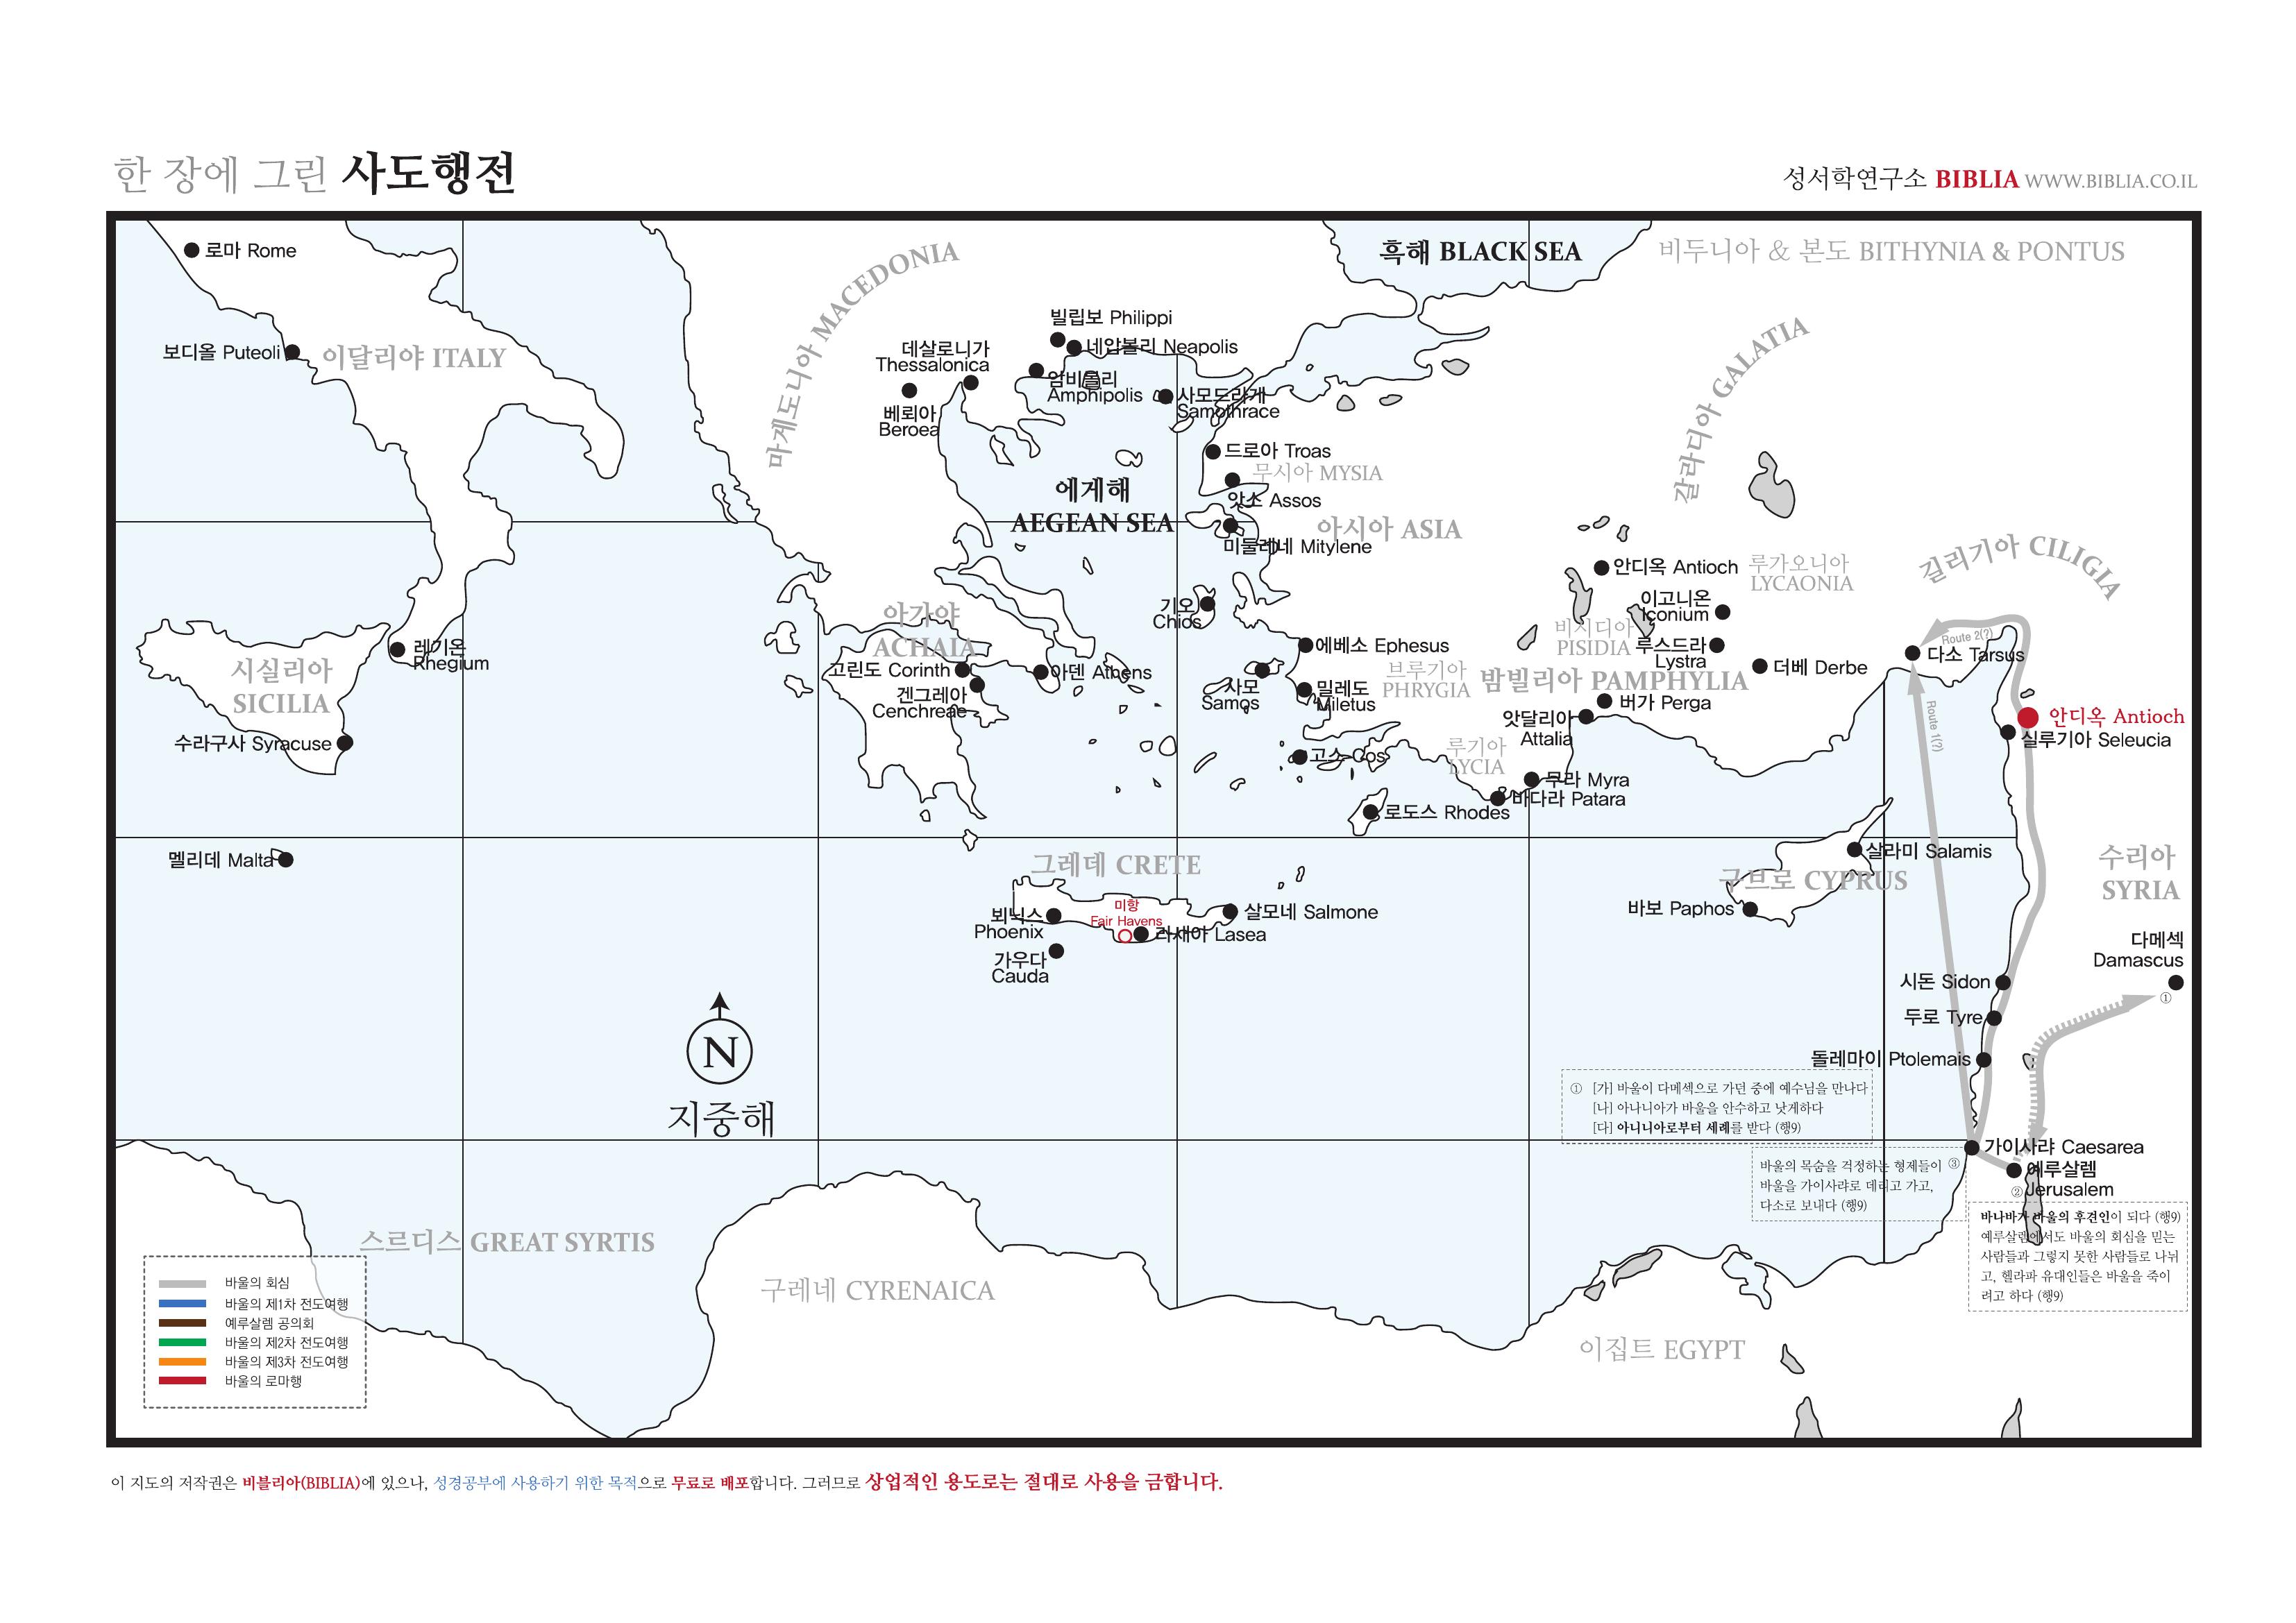 한 장에 그린 사도행전
성서학연구소 BIBLIA WWW.BIBLIA.CO.IL
로마 Rome
보디올 Puteoli
이달리야 ITALY
마게도니아 MACEDONIA
흑해 BLACK SEA
비두니아 & 본도 BITHYNIA & PONTUS
빌립보 Philippi
네압볼리 Neapolis
데살로니가
Thessalonica
암비볼리
Amphipolis
베뢰아
Beroea
사모드라게
Samothrace
갈라디아 GALATIA
드로아 Troas
무시아 MYSIA
에게해
AEGEAN SEA
앗소 Assos
미둘레네 Mitylene
아시아 ASIA
안디옥 Antioch
루가오니아
LYCAONIA
길리기아 CILIGIA
이고니온
Iconium
기오
Chios
아가야
ACHAIA
비시디아
PISIDIA
루스드라
Lystra
더베 Derbe
Route 2(?)
다소 Tarsus
레기온
Rhegium
시실리아
SICILIA
고린도 Corinth
겐그레아
Cenchreae
아덴 Athens
에베소 Ephesus
사모
Samos
밀레도
Miletus
브루기아
PHRYGIA
밤빌리아 PAMPHYLIA
버가 Perga
앗달리아
Attalia
Route 1(?)
안디옥 Antioch
실루기아 Seleucia
수라구사 Syracuse
고스 Cos
루기아
LYCIA
무라 Myra
바다라 Patara
로도스 Rhodes
멜리데 Malta
그레데 CRETE
살라미 Salamis
구브로 CYPRUS
바보 Paphos
수리아
SYRIA
미항
Fair Havens
뵈닉스
Phoenix
라새아 Lasea
살모네 Salmone
가우다
Cauda
다메섹
Damascus
①
시돈 Sidon
두로 Tyre
돌레마이 Ptolemais
N
지중해
① [가] 바울이 다메섹으로 가던 중에 예수님을 만나다
[나] 아나니아가 바울을 안수하고 낫게하다
[다] 아니니아로부터 세례를 받다 (행9)
가이사랴 Caesarea
예루살렘
② Jerusalem
바울의 목숨을 걱정하는 형제들이 ③
바울을 가이사랴로 데리고 가고,
다소로 보내다 (행9)
바나바가 바울의 후견인이 되다 (행9)
예루살렘에서도 바울의 회심을 믿는
사람들과 그렇지 못한 사람들로 나뉘
고, 헬라파 유대인들은 바울을 죽이
려고 하다 (행9)
스르디스 GREAT SYRTIS
구레네 CYRENAICA
이집트 EGYPT
바울의 회심
바울의 제1차 전도여행
예루살렘 공의회
바울의 제2차 전도여행
바울의 제3차 전도여행
바울의 로마행
이 지도의 저작권은 비블리아(BIBLIA)에 있으나, 성경공부에 사용하기 위한 목적으로 무료로 배포합니다. 그러므로 상업적인 용도로는 절대로 사용을 금합니다.